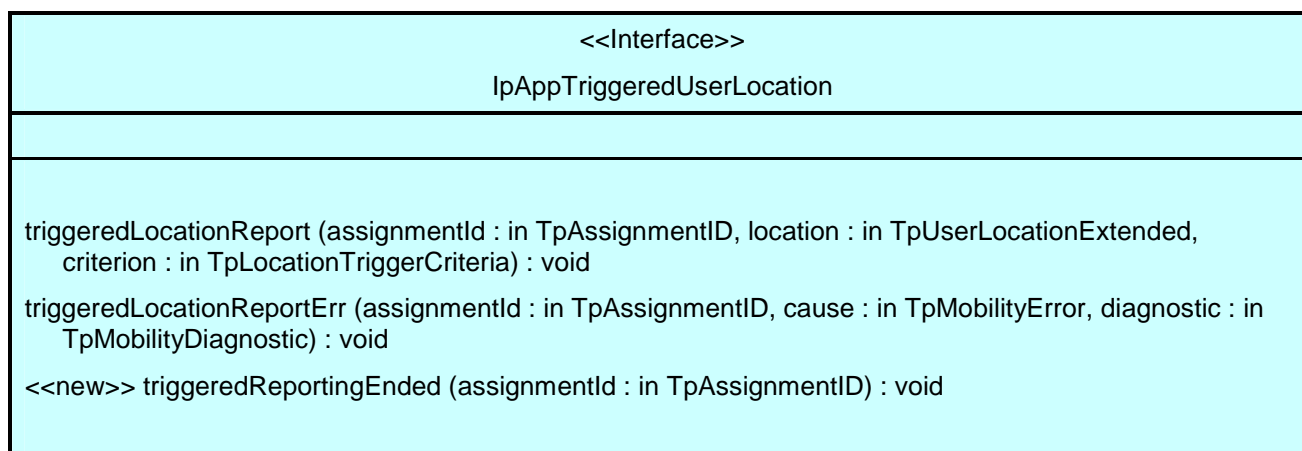 <<Interface>>
IpAppTriggeredUserLocation
triggeredLocationReport (assignmentId : in TpAssignmentID, location : in TpUserLocationExtended,
criterion : in TpLocationTriggerCriteria) : void
triggeredLocationReportErr (assignmentId : in TpAssignmentID, cause : in TpMobilityError, diagnostic : in
TpMobilityDiagnostic) : void
<<new>> triggeredReportingEnded (assignmentId : in TpAssignmentID) : void